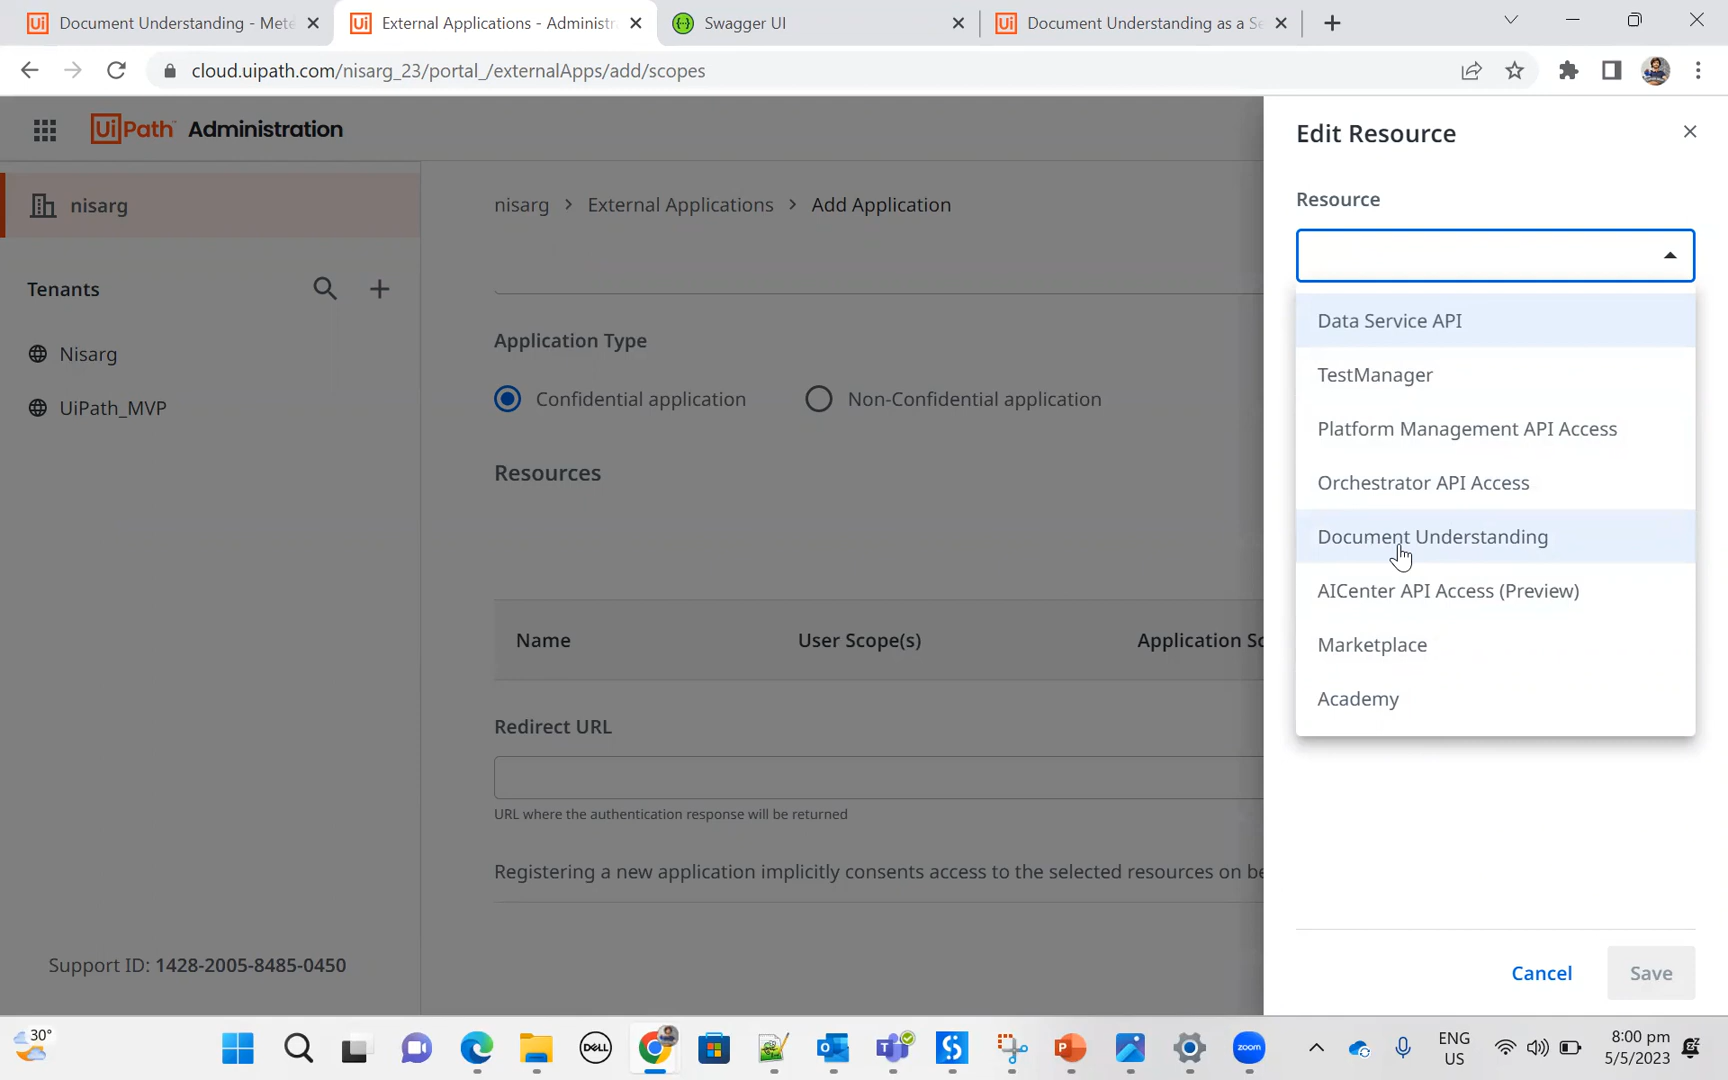 Document Understanding - Mete
External Applications - Administra
Swagger UI
Document Understanding as a Se
cloud.uipath.com/nisarg_23/portal_/externalApps/add/scopes
UiPath™ Administration
nisarg
Tenants
Nisarg
UiPath_MVP
Support ID: 1428-2005-8485-0450
nisarg > External Applications > Add Application
Application Type
Confidential application
Non-Confidential application
Resources
Name
User Scope(s)
Application Sc
Redirect URL
URL where the authentication response will be returned
Registering a new application implicitly consents access to the selected resources on be
Edit Resource
Resource
Data Service API
TestManager
Platform Management API Access
Orchestrator API Access
Document Understanding
AICenter API Access (Preview)
Marketplace
Academy
Cancel
Save
30°
DELL
zoom
ENG
US
8:00 pm
5/5/2023